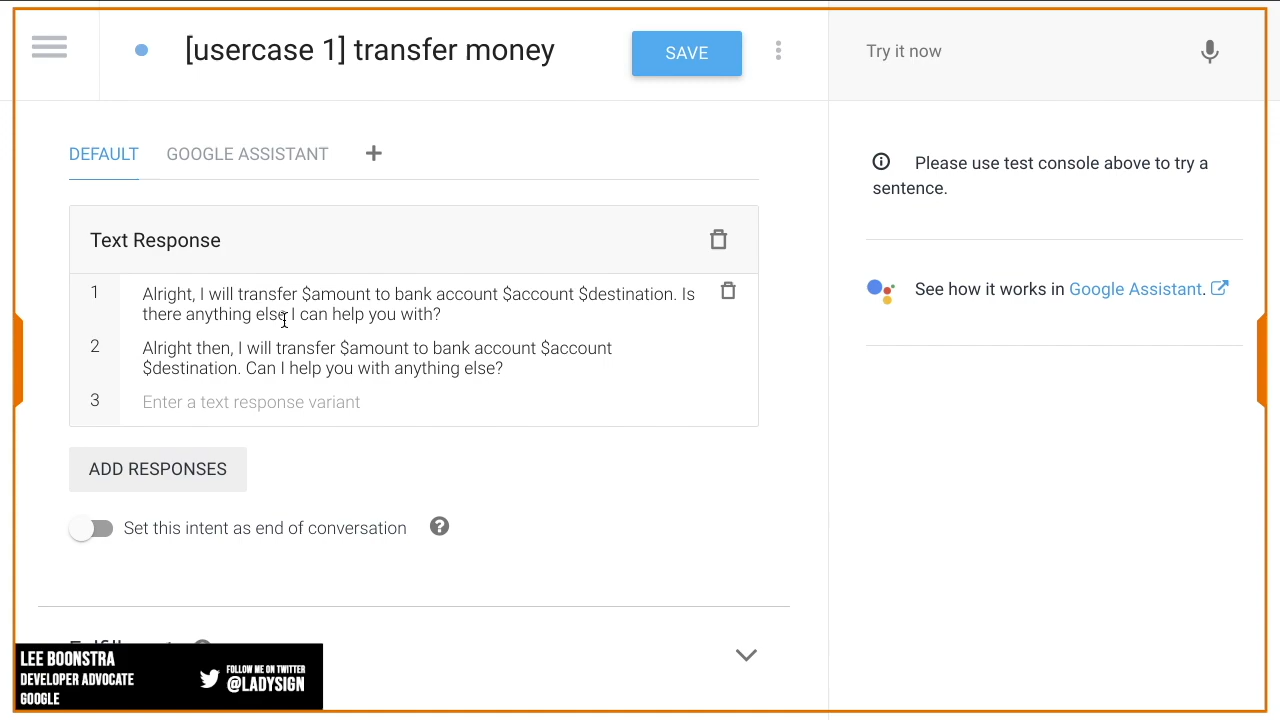 [usercase 1] transfer money
SAVE
Try it now
DEFAULT
GOOGLE ASSISTANT
Please use test console above to try a
sentence.
Text Response
1
Alright, I will transfer $amount to bank account $account $destination. Is
there anything else I can help you with?
2
Alright then, I will transfer $amount to bank account $account
$destination. Can I help you with anything else?
3
Enter a text response variant
See how it works in Google Assistant.
ADD RESPONSES
Set this intent as end of conversation
LEE BOONSTRA
DEVELOPER ADVOCATE
GOOGLE
FOLLOW ME ON TWITTER
@LADYSIGN